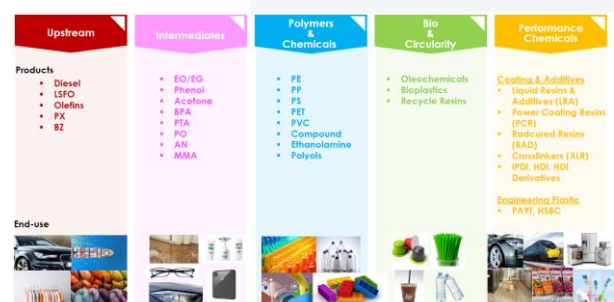 Upstream
Products
Diesel
LSFO
Olefins
PX
BZ
End-use
Intermediates
EO/EG
Phenol
Acetone
BPA
PTA
PO
AN
MMA
Polymers
&
Chemicals
PE
PP
PS
PET
PVC
Compound
Ethanolamine
Polyols
Bio
&
Circularity
Oleochemicals
Bioplastics
Recycle Resins
Performance
Chemicals
Coating & Additives
Liquid Resins &
Additives (LRA)
Power Coating Resins
(PCR)
Radcured Resins
(RAD)
Crosslinkers (XLR)
IPDI, HDI, HDI
Derivatives
Engineering Plastic
PA9T, HSBC